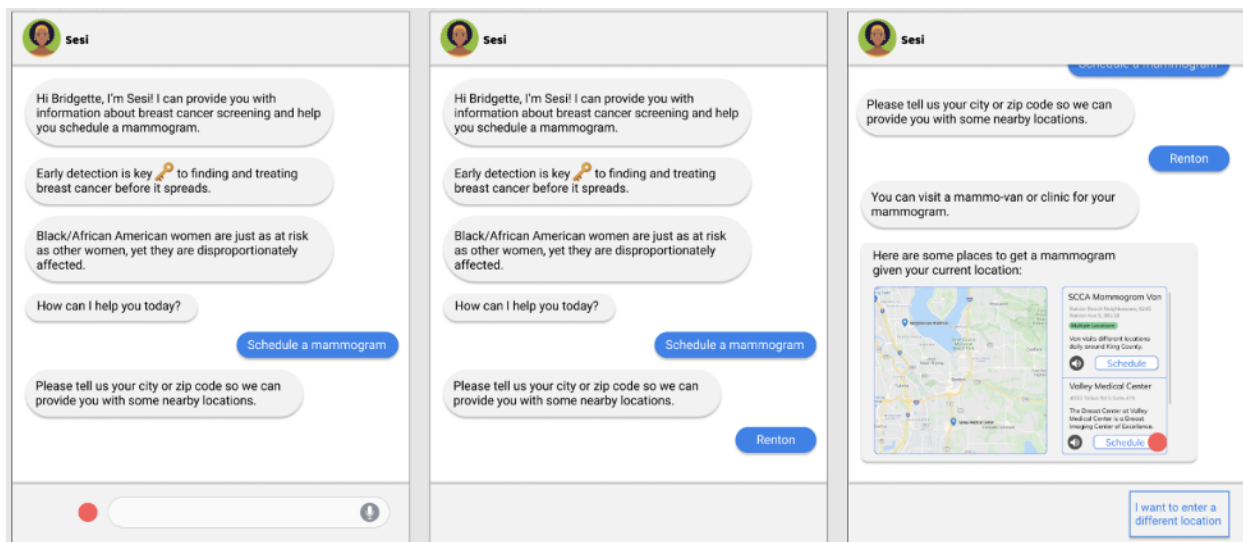 Sesi
Hi Bridgette, I'm Sesi! I can provide you with
information about breast cancer screening and help
you schedule a mammogram.
Early detection is key 🔑 to finding and treating
breast cancer before it spreads.
Black/African American women are just as at risk
as other women, yet they are disproportionately
affected.
How can I help you today?
Schedule a mammogram
Please tell us your city or zip code so we can
provide you with some nearby locations.
Sesi
Hi Bridgette, I'm Sesi! I can provide you with
information about breast cancer screening and help
you schedule a mammogram.
Early detection is key 🔑 to finding and treating
breast cancer before it spreads.
Black/African American women are just as at risk
as other women, yet they are disproportionately
affected.
How can I help you today?
Schedule a mammogram
Please tell us your city or zip code so we can
provide you with some nearby locations.
Renton
Sesi
Schedule a mammogram
Please tell us your city or zip code so we can
provide you with some nearby locations.
Renton
You can visit a mammo-van or clinic for your
mammogram.
Here are some places to get a mammogram
given your current location:
SCCA Mammogram Van
Multiple Locations
Van visits different locations
daily around King County.
Schedule
Valley Medical Center
The Breast Center at Valley
Medical Center is a Breast
Imaging Center of Excellence.
Schedule
I want to enter a
different location